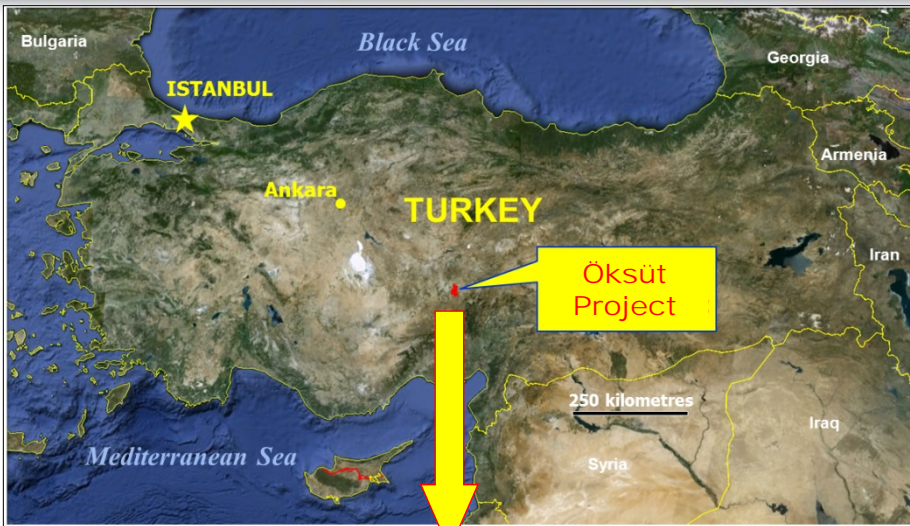 Bulgaria
Black Sea
Georgia
ISTANBUL
Armenia
Ankara
TURKEY
Iran
Öksüt
Project
250 kilometres
Iraq
Mediterranean Sea
Syria